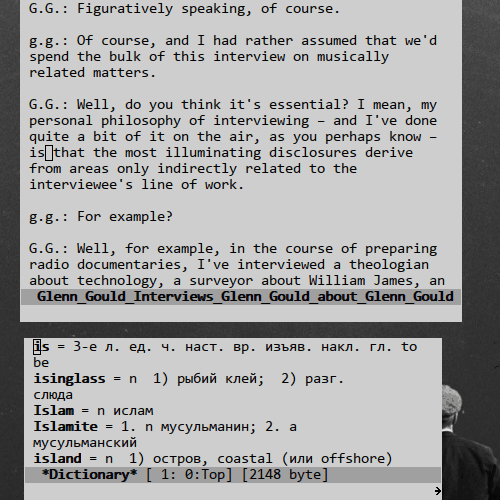 G.G.: Figuratively speaking, of course.
g.g.: Of course, and I had rather assumed that we'd
spend the bulk of this interview on musically
related matters.
G.G.: Well, do you think it's essential? I mean, my
personal philosophy of interviewing – and I've done
quite a bit of it on the air, as you perhaps know –
is that the most illuminating disclosures derive
from areas only indirectly related to the
interviewee's line of work.
g.g.: For example?
G.G.: Well, for example, in the course of preparing
radio documentaries, I've interviewed a theologian
about technology, a surveyor about William James, an
Glenn_Gould_Interviews_Glenn_Gould_about_Glenn_Gould
is = 3-е л. ед. ч. наст. вр. изъяв. накл. гл. to
be
isinglass = n 1) рыбий клей; 2) разг.
слюда
Islam = n ислам
Islamite = 1. n мусульманин; 2. a
мусульманский
island = n 1) остров, coastal (или offshore)
*Dictionary* [ 1: 0:Top] [2148 byte]